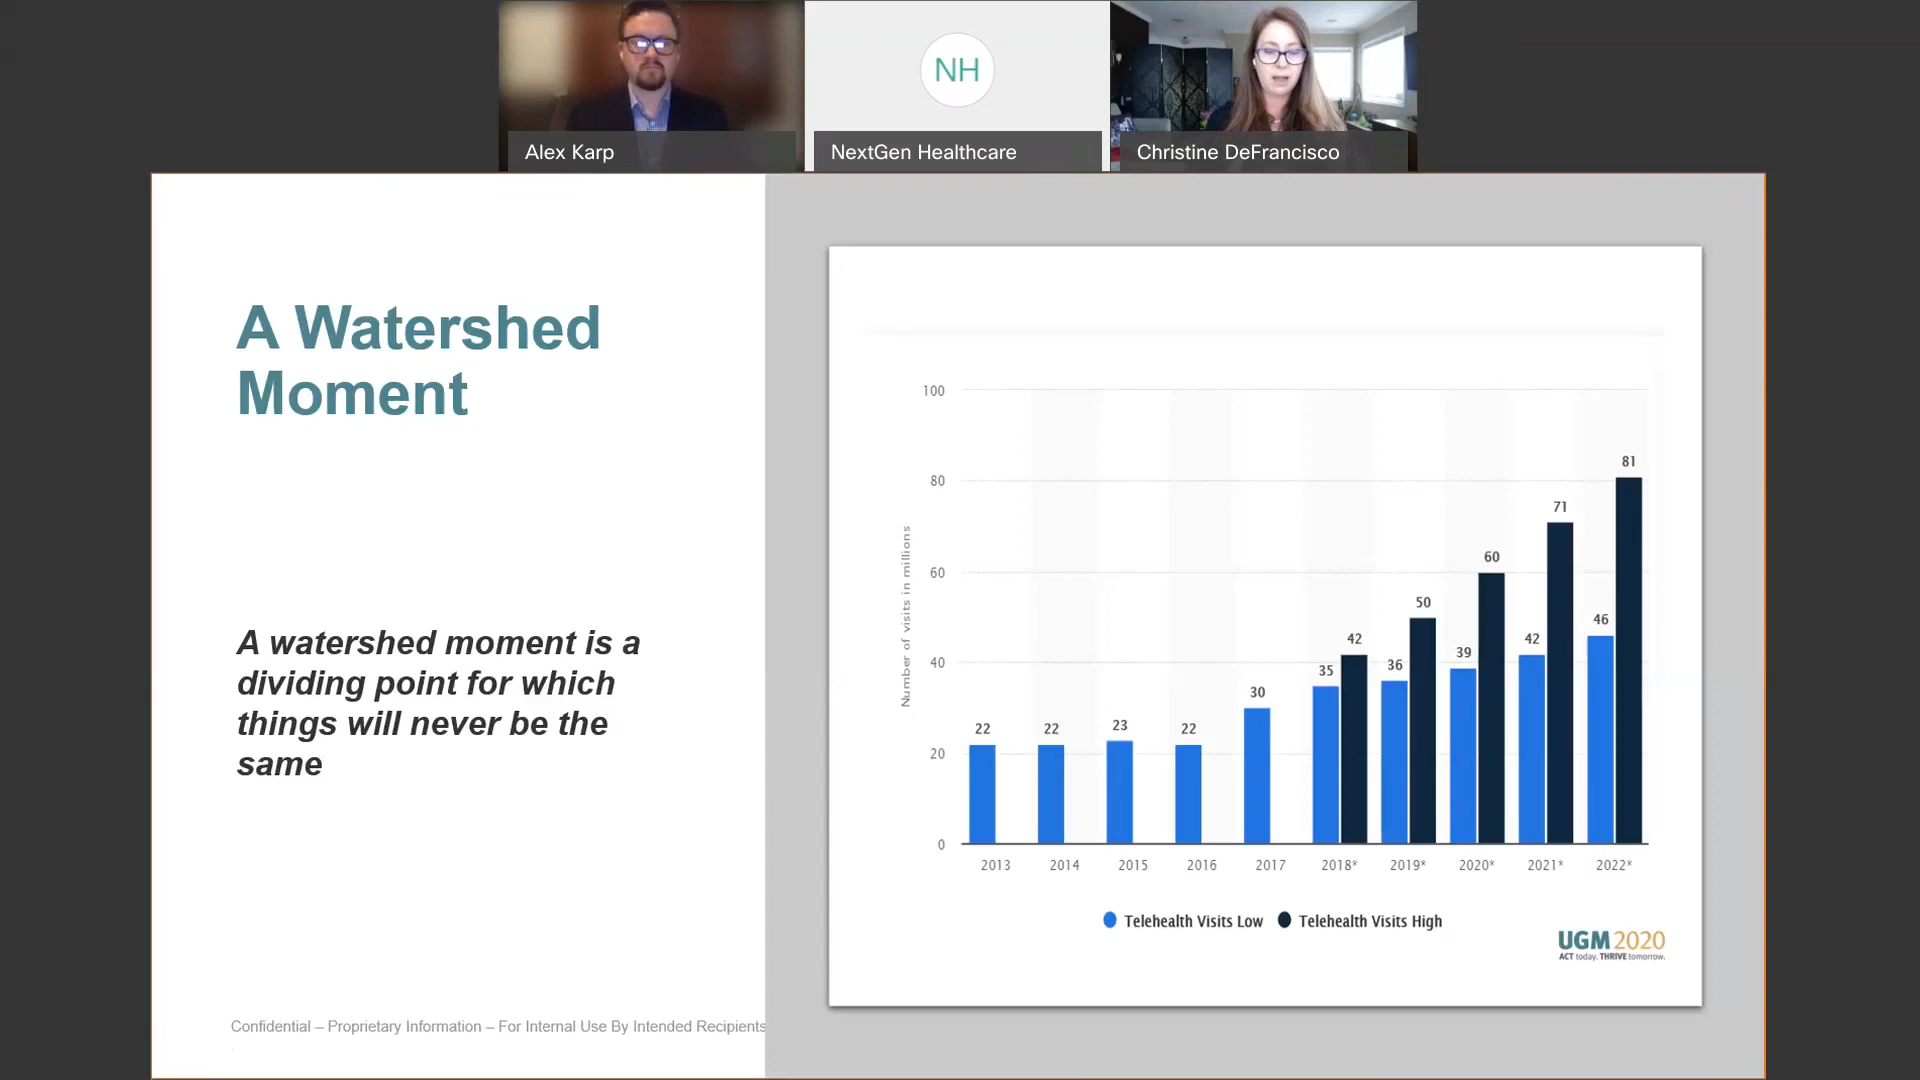 NH
Alex Karp
NextGen Healthcare
Christine DeFrancisco
A Watershed
Moment
A watershed moment is a
dividing point for which
things will never be the
same
Confidential – Proprietary Information – For Internal Use By Intended Recipients
Number of visits in millions
100
80
60
40
20
0
22
22
23
22
30
35
42
36
50
39
60
42
71
46
81
2013
2014
2015
2016
2017
2018*
2019*
2020*
2021*
2022*
Telehealth Visits Low
Telehealth Visits High
UGM 2020
ACT today. THRIVE tomorrow.